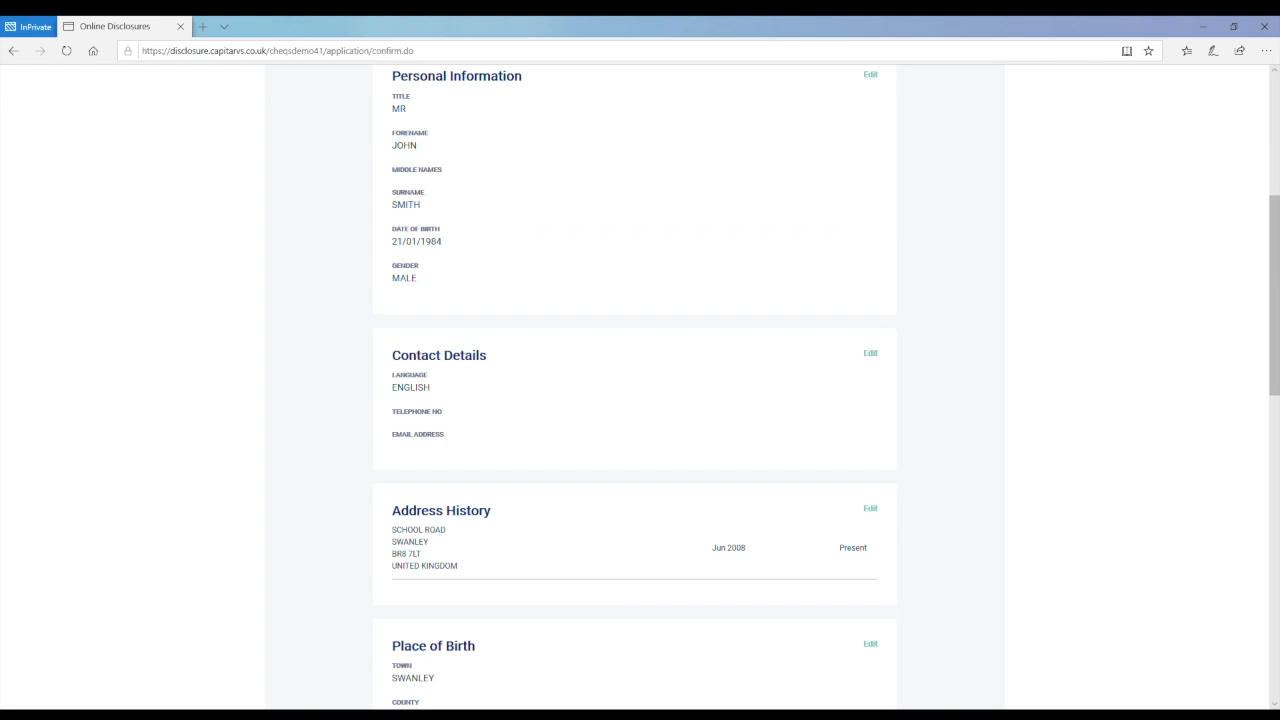 InPrivate
Online Disclosures
https://disclosure.capitarvs.co.uk/cheqsdemo41/application/confirm.do
Personal Information
Edit
TITLE
MR
FORENAME
JOHN
MIDDLE NAMES
SURNAME
SMITH
DATE OF BIRTH
21/01/1984
GENDER
MALE
Contact Details
Edit
LANGUAGE
ENGLISH
TELEPHONE NO
EMAIL ADDRESS
Address History
Edit
SCHOOL ROAD
SWANLEY
Jun 2008 Present
BR8 7LT
UNITED KINGDOM
Place of Birth
Edit
TOWN
SWANLEY
COUNTY